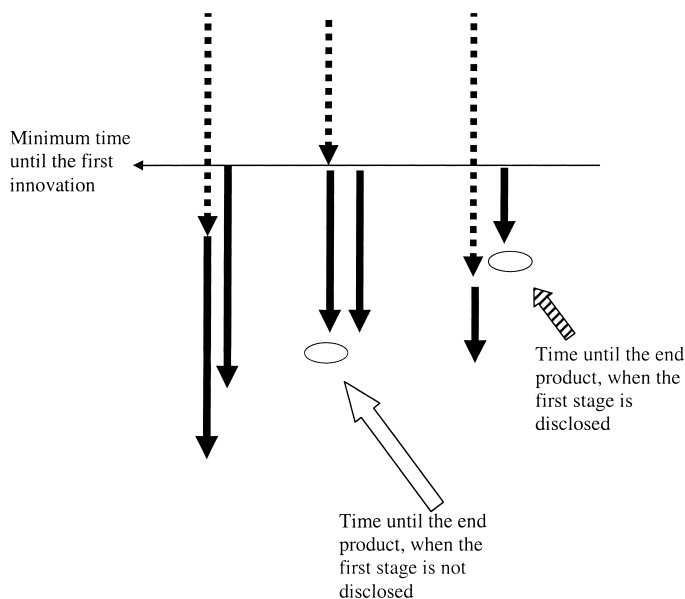 Minimum time
until the first
innovation
Time until the end
product, when the
first stage is
disclosed
Time until the end
product, when the
first stage is not
disclosed